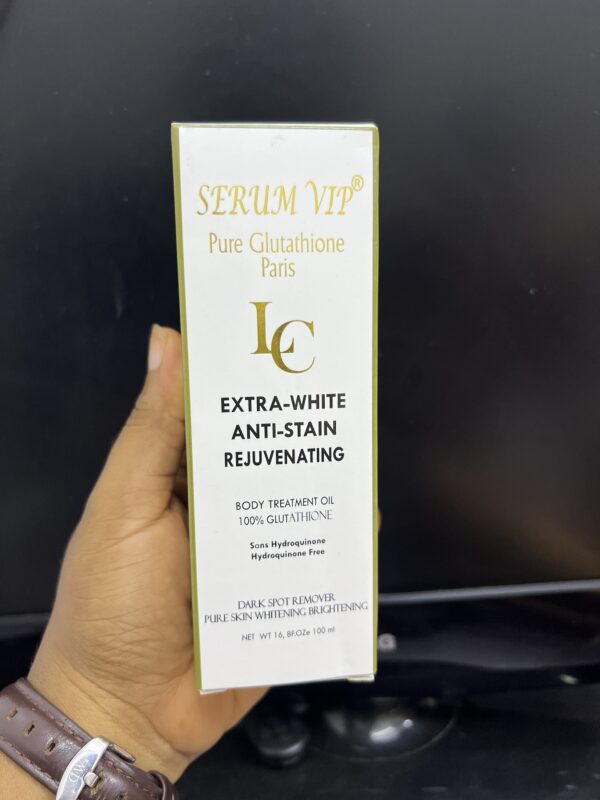 SERUM VIP®
Pure Glutathione
Paris
LC
EXTRA-WHITE
ANTI-STAIN
REJUVENATING
BODY TREATMENT OIL
100% GLUTATHIONE
Sans Hydroquinone
Hydroquinone Free
DARK SPOT REMOVER
PURE SKIN WHITENING BRIGHTENING
NET WT 16, 8F.OZe 100 ml